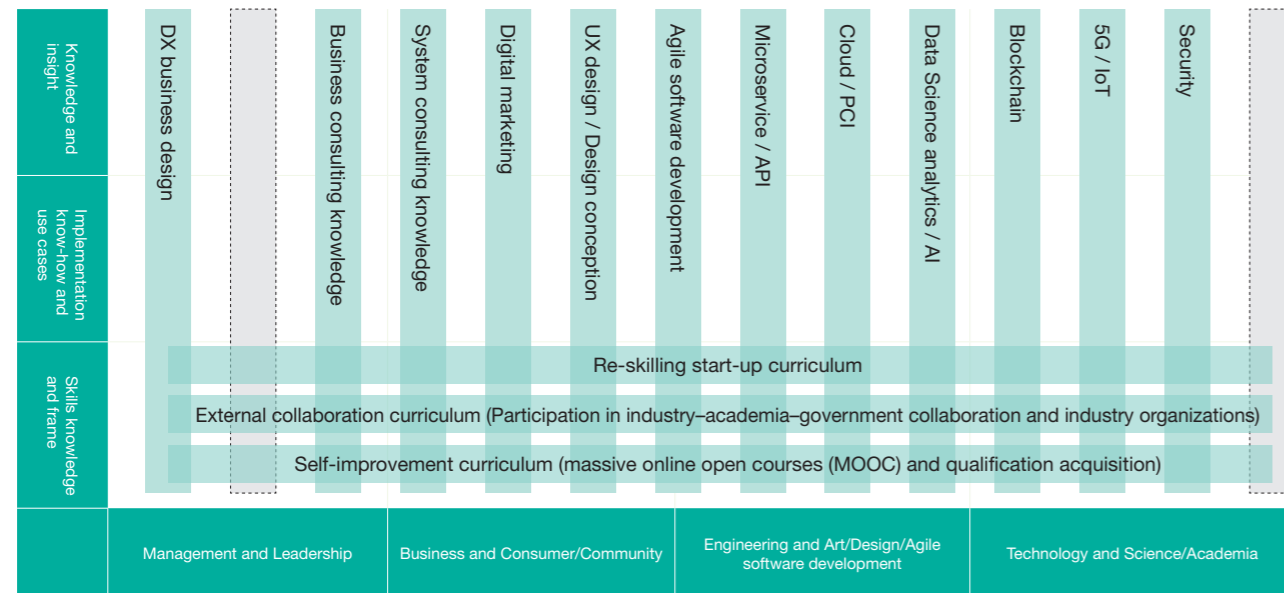 Knowledge and
insight
DX business design
Business consulting knowledge
System consulting knowledge
Digital marketing
UX design / Design conception
Agile software development
Microservice / API
Cloud / PCI
Data Science analytics / AI
Blockchain
5G / IoT
Security
Implementation
know-how and
use cases
Skills knowledge
and frame
Re-skilling start-up curriculum
External collaboration curriculum (Participation in industry–academia–government collaboration and industry organizations)
Self-improvement curriculum (massive online open courses (MOOC) and qualification acquisition)
Management and Leadership
Business and Consumer/Community
Engineering and Art/Design/Agile
software development
Technology and Science/Academia